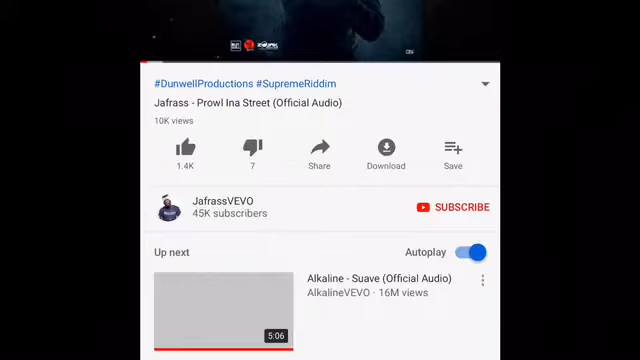 #DunwellProductions #SupremeRiddim
Jafrass - Prowl Ina Street (Official Audio)
10K views
1.4K
7
Share
Download
Save
JafrassVEVO
45K subscribers
SUBSCRIBE
Up next
Autoplay
Alkaline - Suave (Official Audio)
AlkalineVEVO · 16M views
5:06